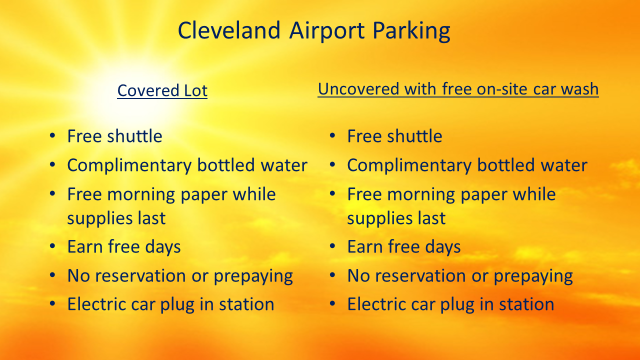 Cleveland Airport Parking
Covered Lot
• Free shuttle
• Complimentary bottled water
• Free morning paper while
supplies last
• Earn free days
• No reservation or prepaying
• Electric car plug in station
Uncovered with free on-site car wash
• Free shuttle
• Complimentary bottled water
• Free morning paper while
supplies last
• Earn free days
• No reservation or prepaying
• Electric car plug in station